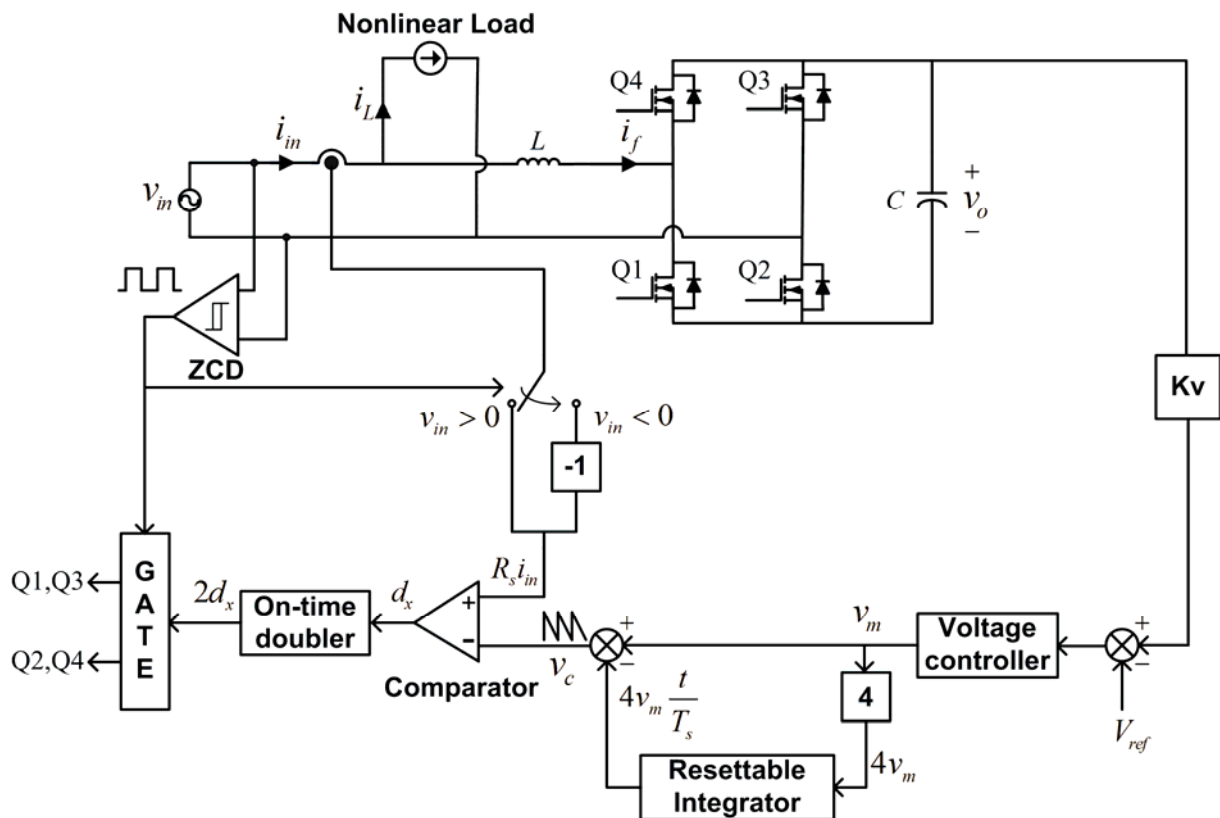 Nonlinear Load
Q4
Q3
i_L
i_in
L
i_f
v_in
C
+
v_o
−
Q1
Q2
ZCD
Kv
v_in > 0
v_in < 0
-1
G
A
T
E
Q1,Q3
Q2,Q4
2d_x
On-time
doubler
d_x
R_s i_in
+
-
Comparator
v_c
+
−
4v_m t/T_s
v_m
4
4v_m
Resettable
Integrator
Voltage
controller
+
−
V_ref